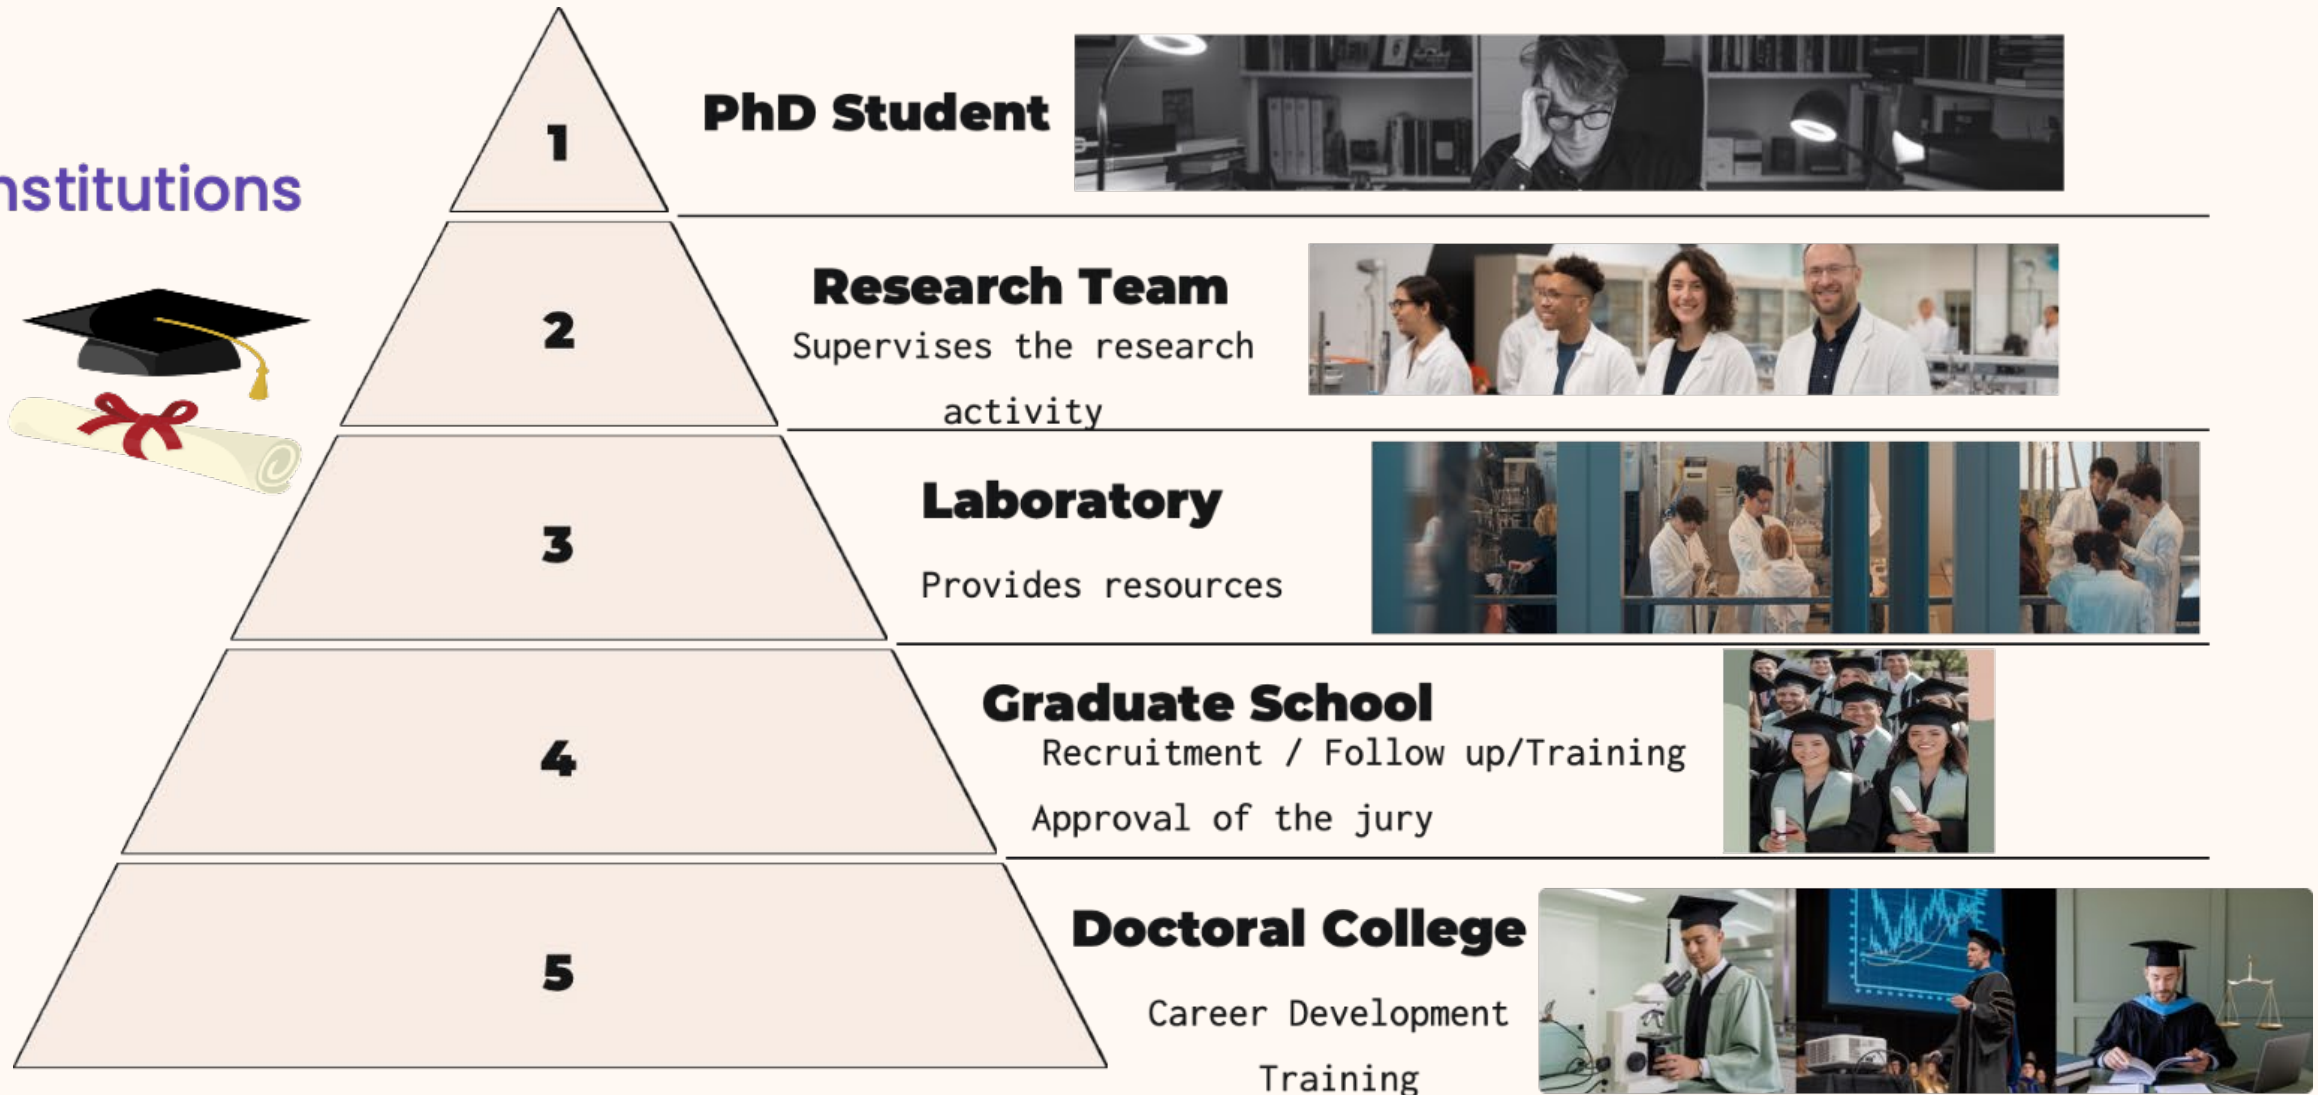 nstitutions
1
PhD Student
2
Research Team
Supervises the research
activity
3
Laboratory
Provides resources
4
Graduate School
Recruitment / Follow up/Training
Approval of the jury
5
Doctoral College
Career Development
Training